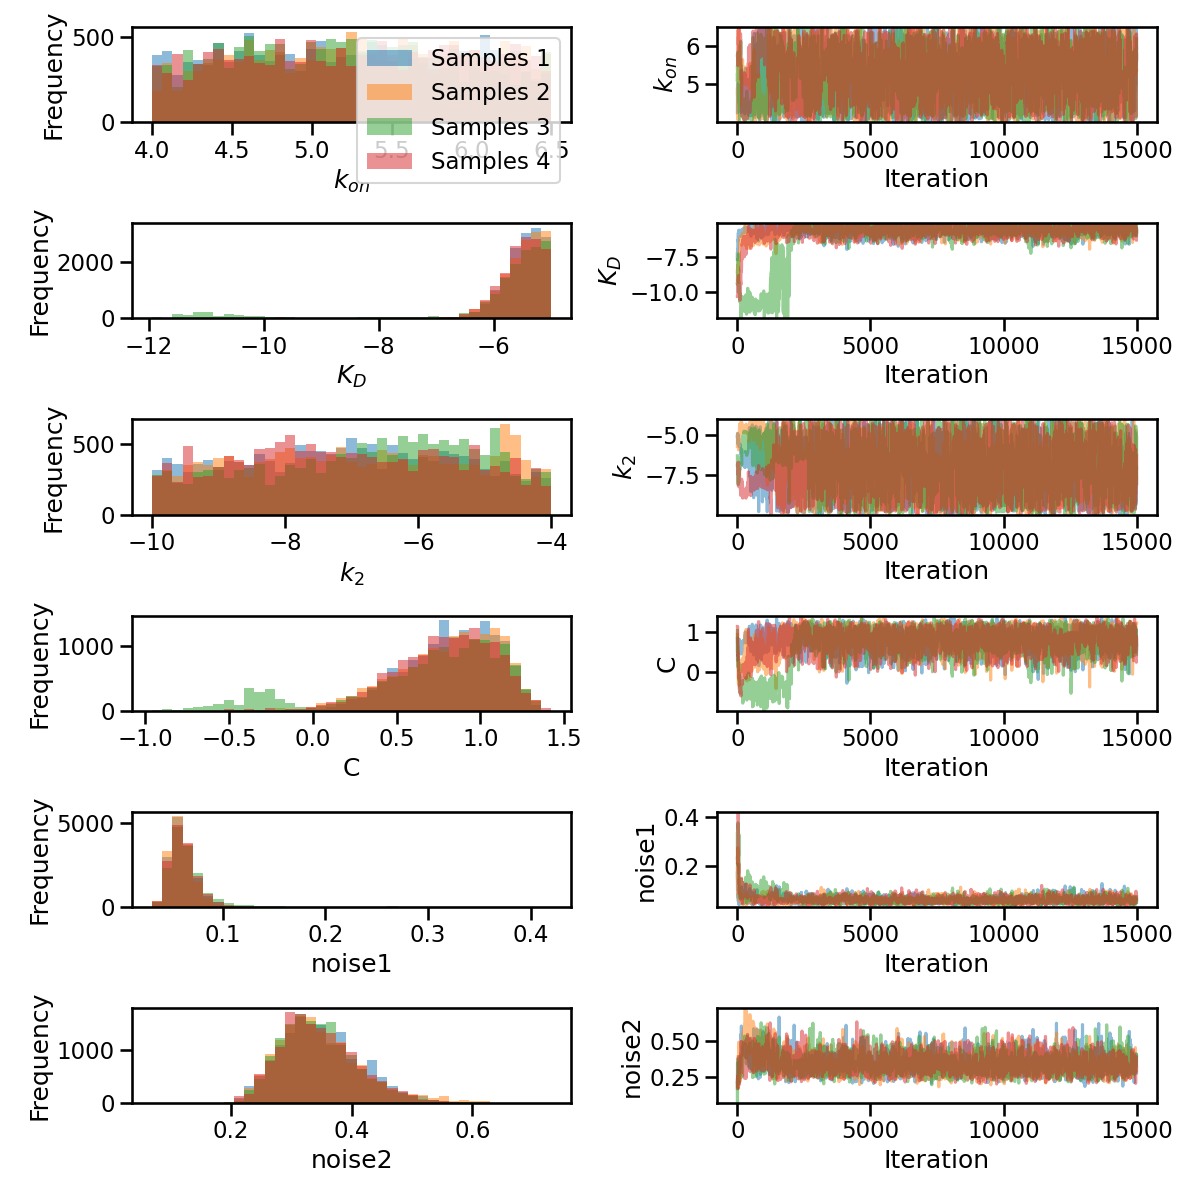 Frequency
500
0
4.0 4.5 5.0 5.5 6.0 6.5
kon
Samples 1
Samples 2
Samples 3
Samples 4
kon
6
5
0 5000 10000 15000
Iteration
Frequency
2000
0
−12 −10 −8 −6
KD
KD
−7.5
−10.0
0 5000 10000 15000
Iteration
Frequency
500
0
−10 −8 −6 −4
k2
k2
−5.0
−7.5
0 5000 10000 15000
Iteration
Frequency
1000
0
−1.0 −0.5 0.0 0.5 1.0 1.5
C
C
1
0
0 5000 10000 15000
Iteration
Frequency
5000
0
0.1 0.2 0.3 0.4
noise1
noise1
0.4
0.2
0 5000 10000 15000
Iteration
Frequency
1000
0
0.2 0.4 0.6
noise2
noise2
0.50
0.25
0 5000 10000 15000
Iteration